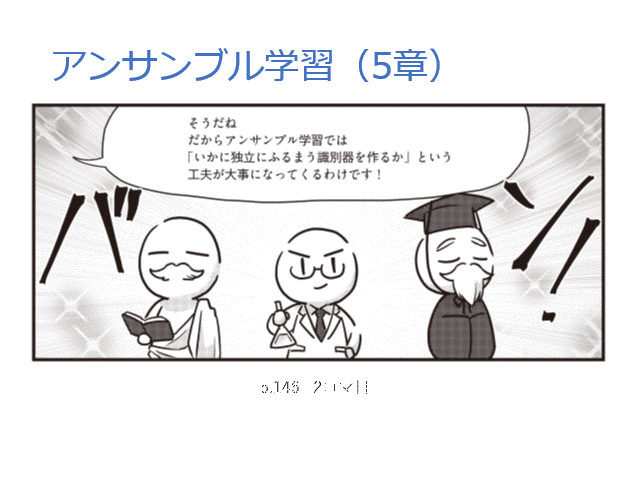 アンサンブル学習（5章）
そうだね
だからアンサンブル学習では
「いかに独立にふるまう識別器を作るか」という
工夫が大事になってくるわけです！
バ
ン!!
p.146 2コマ目